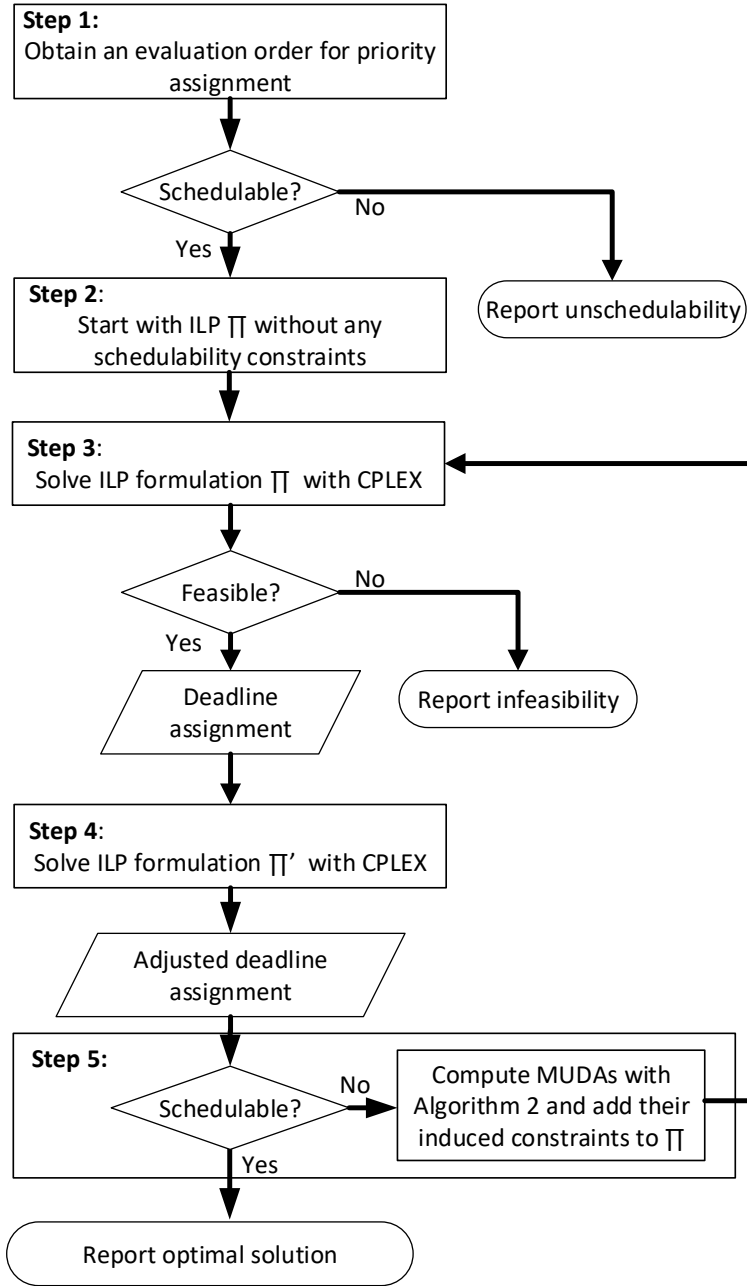 Step 1:
Obtain an evaluation order for priority
assignment
Schedulable?
No
Yes
Report unschedulability
Step 2:
Start with ILP ∏ without any
schedulability constraints
Step 3:
Solve ILP formulation ∏ with CPLEX
Feasible?
No
Yes
Report infeasibility
Deadline
assignment
Step 4:
Solve ILP formulation ∏’ with CPLEX
Adjusted deadline
assignment
Step 5:
Schedulable?
No
Compute MUDAs with
Algorithm 2 and add their
induced constraints to ∏
Yes
Report optimal solution